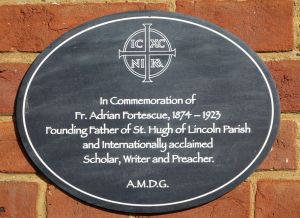 IC XC
NI KA
In Commemoration of
Fr. Adrian Fortescue, 1874 – 1923
Founding Father of St. Hugh of Lincoln Parish
and Internationally acclaimed
Scholar, Writer and Preacher.
A.M.D.G.